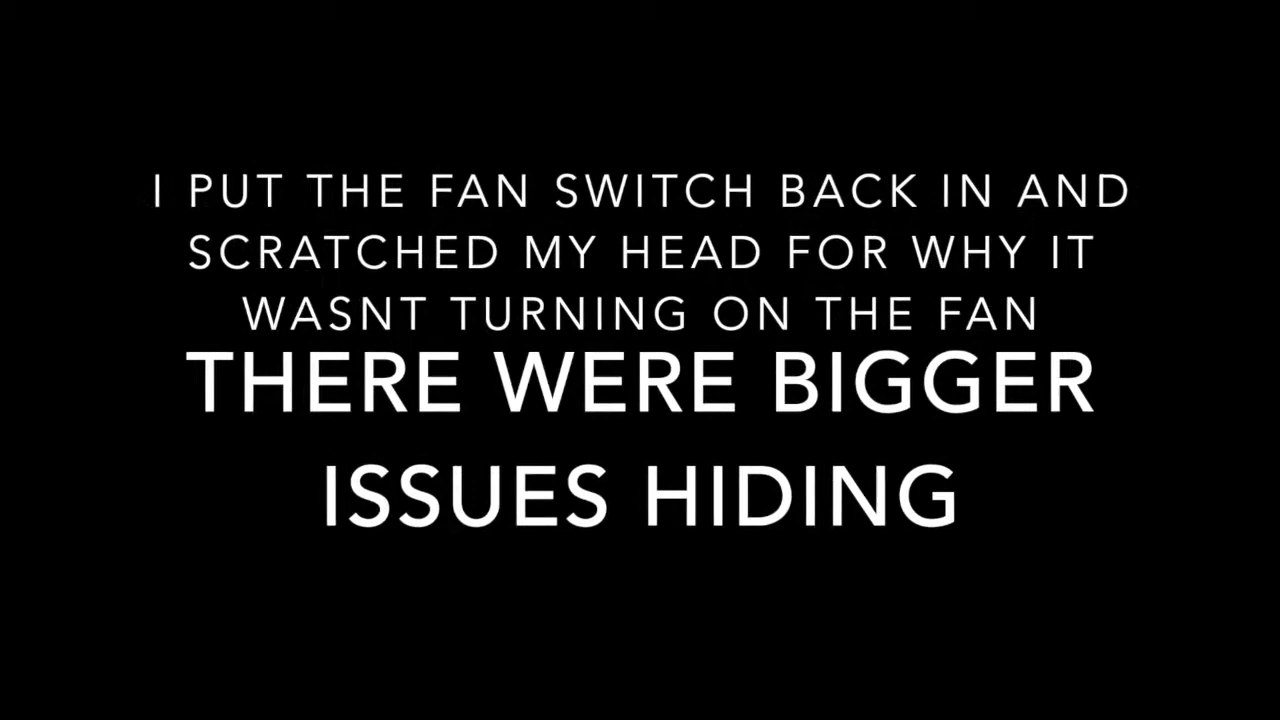 I PUT THE FAN SWITCH BACK IN AND
SCRATCHED MY HEAD FOR WHY IT
WASNT TURNING ON THE FAN
THERE WERE BIGGER
ISSUES HIDING